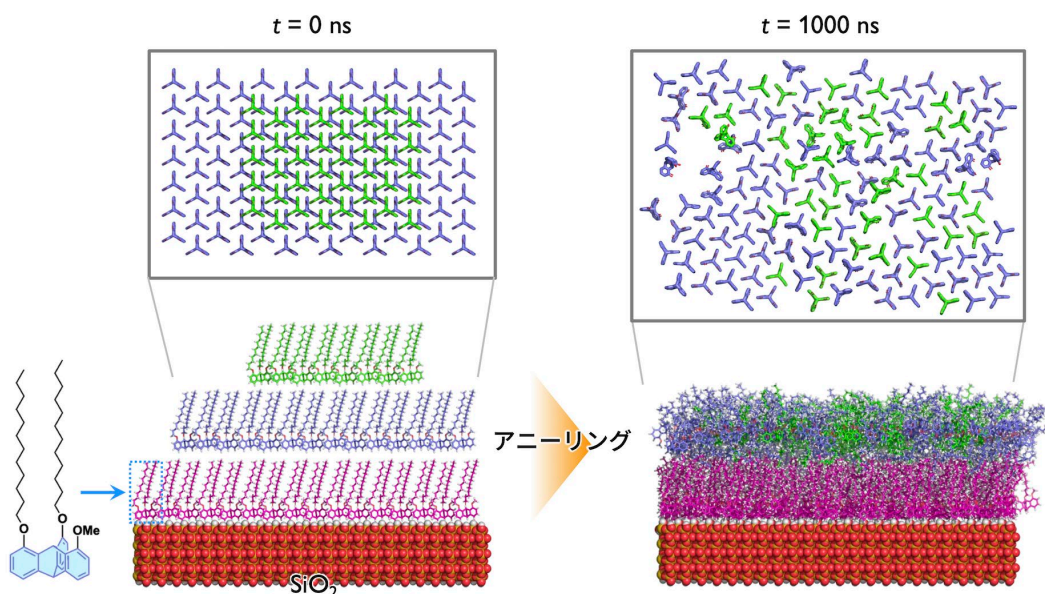 t = 0 ns
t = 1000 ns
アニーリング
O
O
OMe
SiO₂